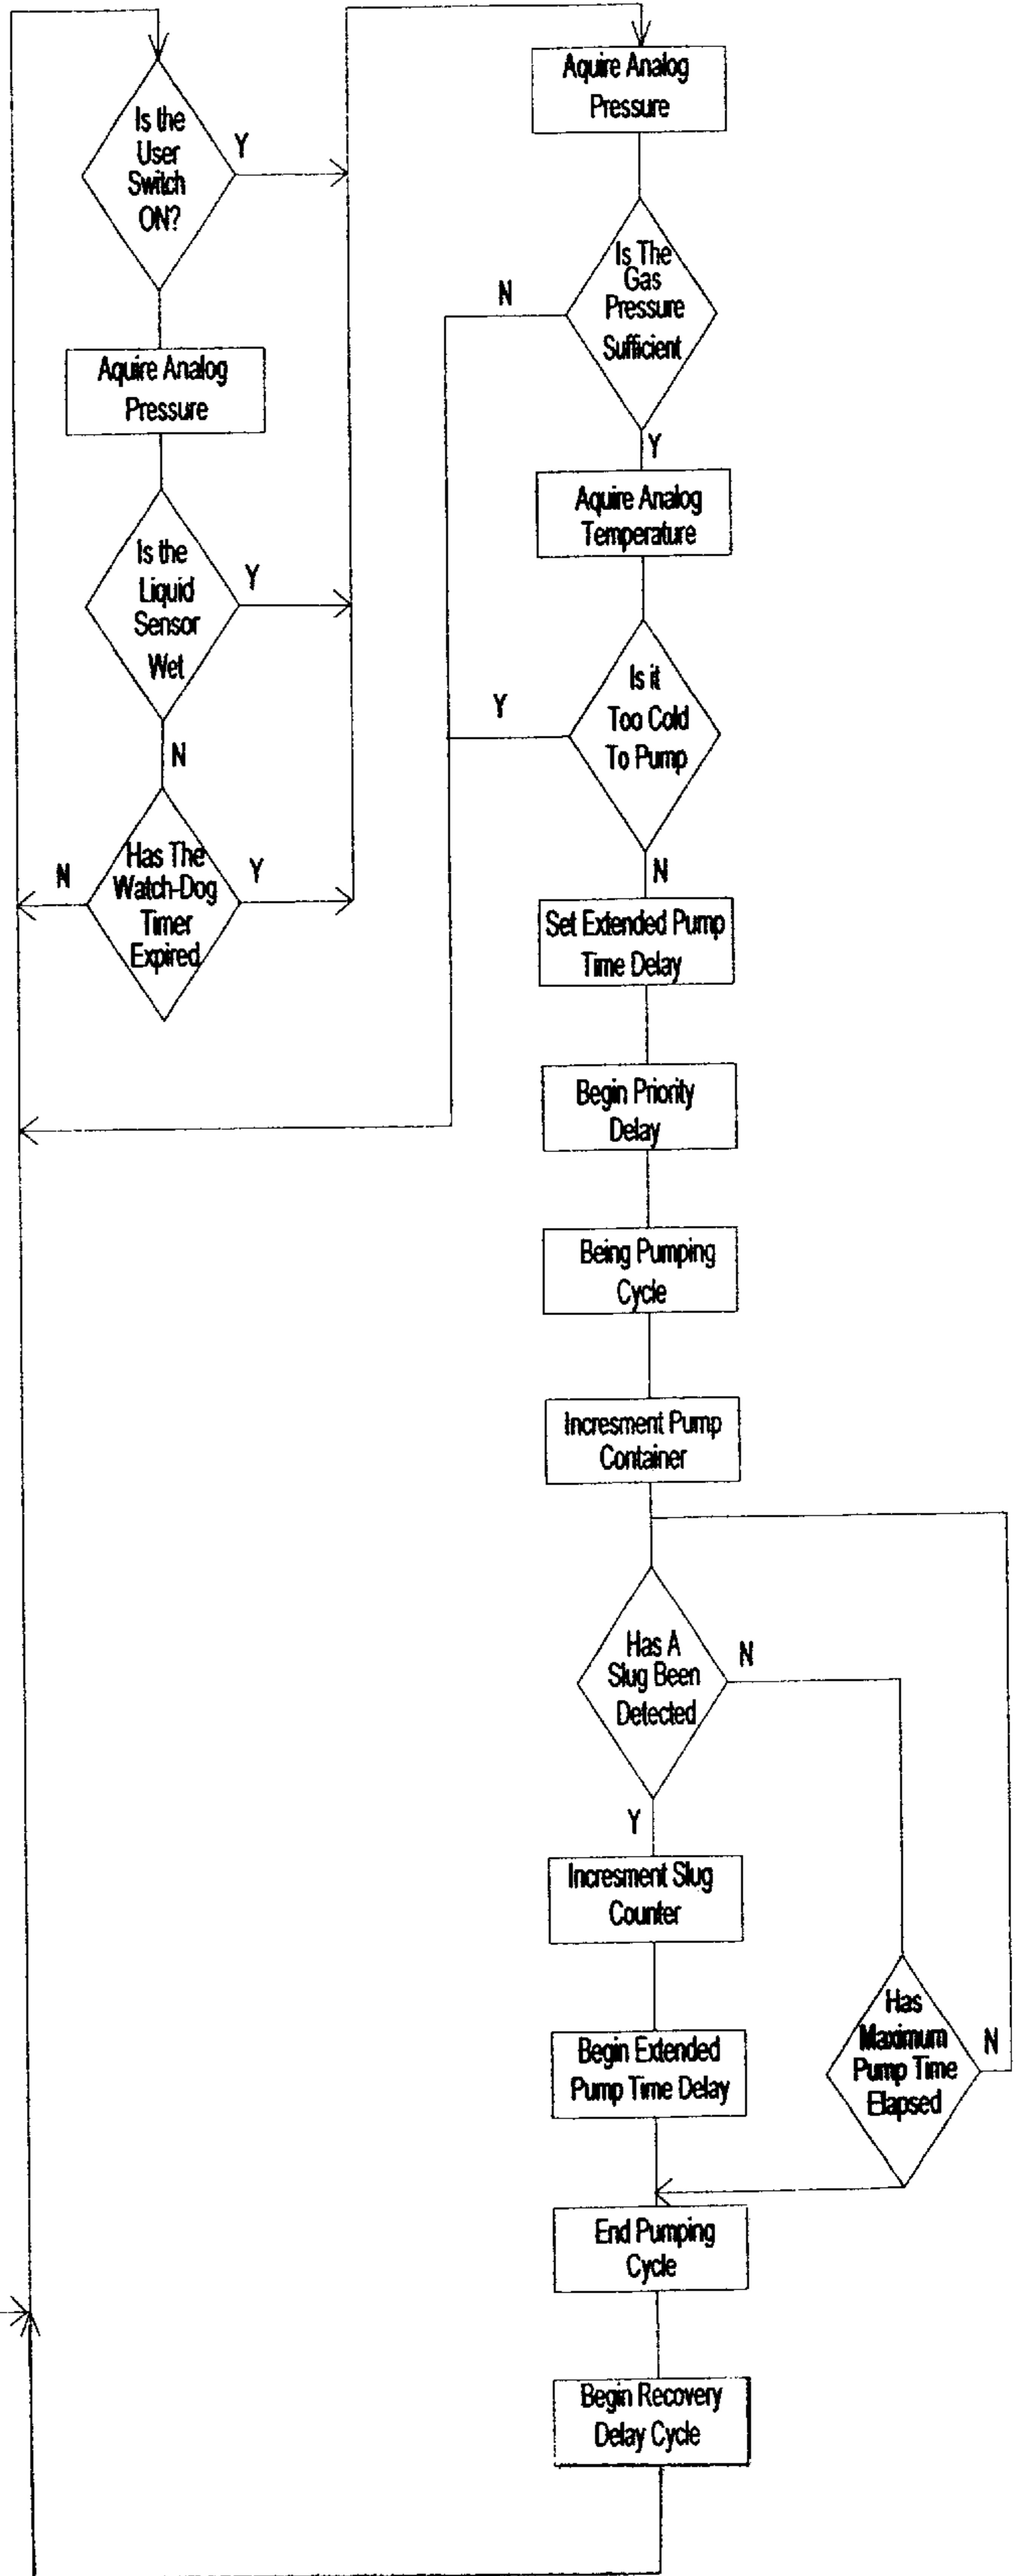 Is the
User
Switch
ON?
Y
Aquire Analog
Pressure
Is the
Liquid
Sensor
Wet
Y
N
Has The
Watch-Dog
Timer
Expired
N
Y
Aquire Analog
Pressure
Is The
Gas
Pressure
Sufficient
N
Y
Aquire Analog
Temperature
Is it
Too Cold
To Pump
Y
N
Set Extended Pump
Time Delay
Begin Priority
Delay
Being Pumping
Cycle
Incresment Pump
Container
Has A
Slug Been
Detected
N
Y
Incresment Slug
Counter
Begin Extended
Pump Time Delay
Has
Maximum
Pump Time
Elapsed
N
End Pumping
Cycle
Begin Recovery
Delay Cycle